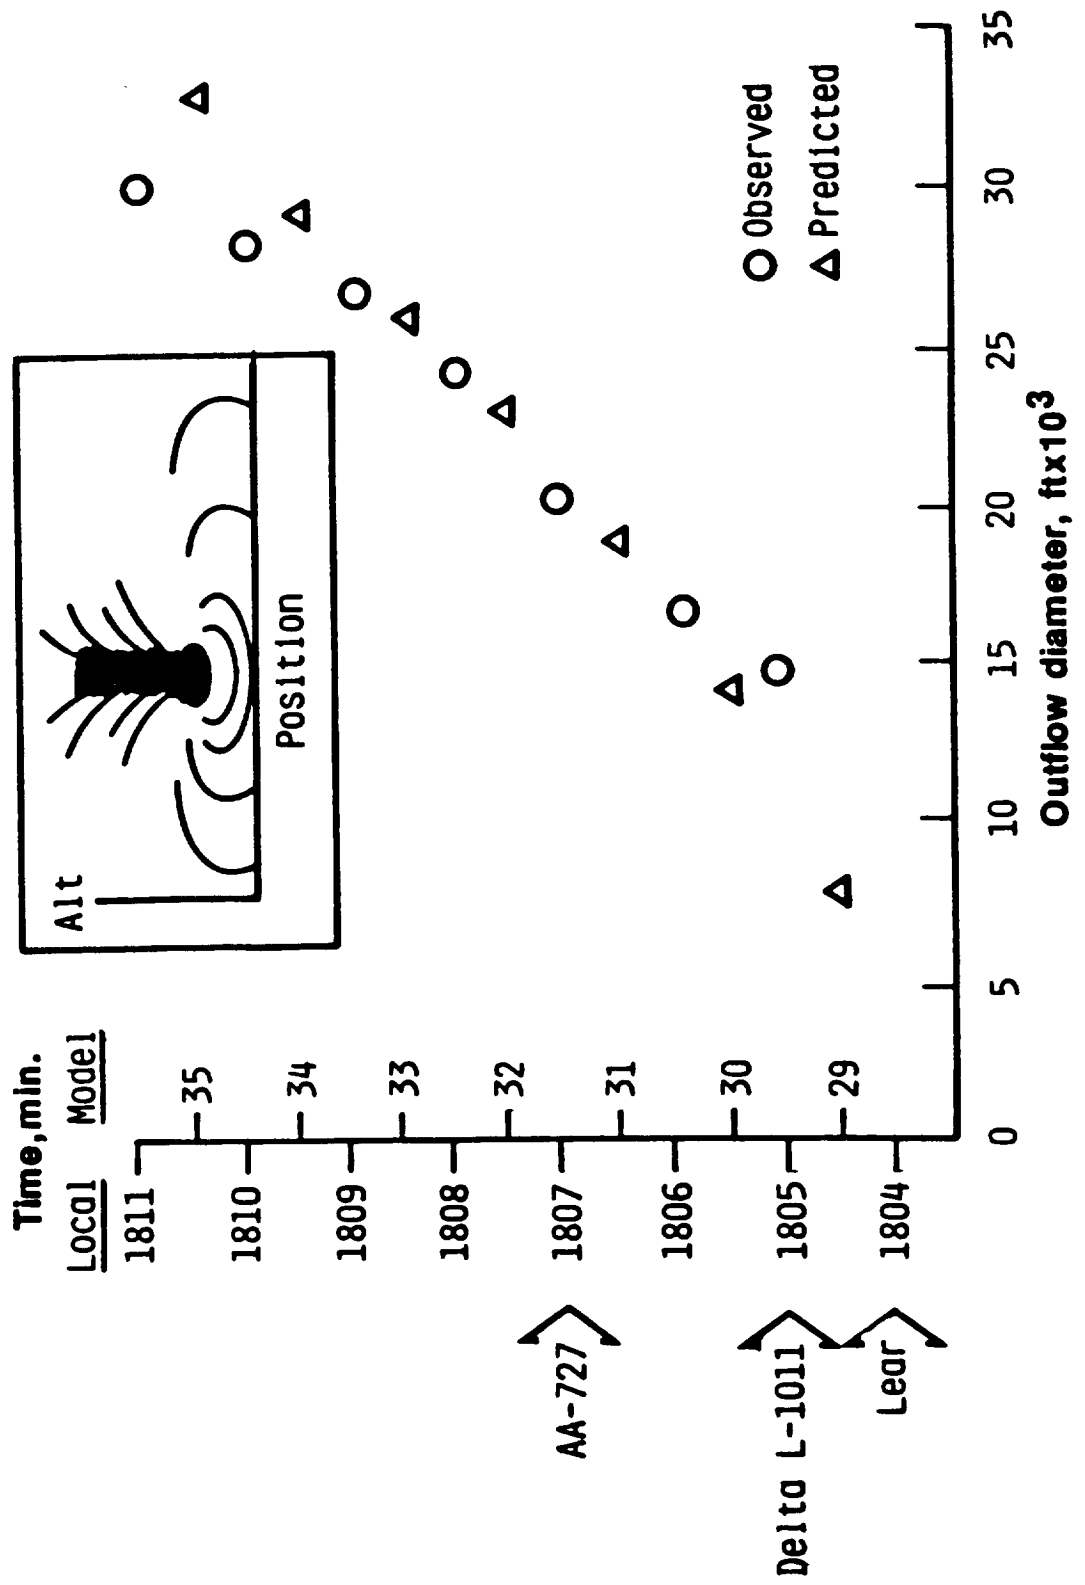 Time,min.
Local Model
1811
35
1810
34
1809
33
1808
32
1807
31
1806
30
1805
29
1804
AA-727
Delta L-1011
Lear
Alt
Position
Observed
Predicted
0 5 10 15 20 25 30 35
Outflow diameter, ftx10³